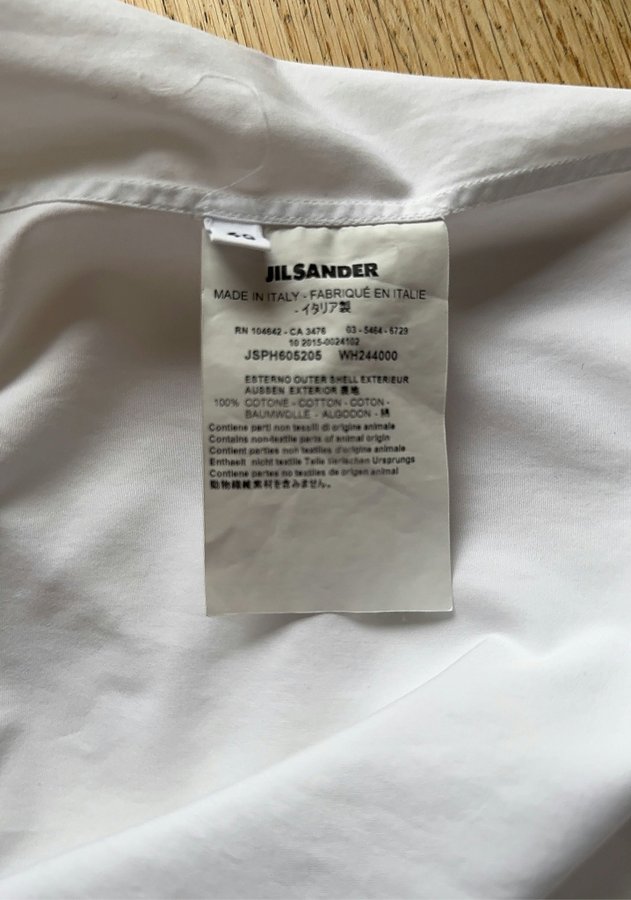 JILSANDER
MADE IN ITALY - FABRIQUÉ EN ITALIE
- イタリア製
RN 104642 - CA 3476 03 - 5464 - 6729
10 2015-0024102
JSPH605205 WH244000
ESTERNO OUTER SHELL EXTERIEUR
AUSSEN EXTERIOR 表地
100% COTONE - COTTON - COTON -
BAUMWOLLE - ALGODON - 綿
Contiene parti non tessili di origine animale
Contains non-textile parts of animal origin
Contient parties non textiles d'origine animale
Enthaelt nicht textile Teile tierischen Ursprungs
Contiene partes no textiles de origen animal
動物繊維素材を含みません。